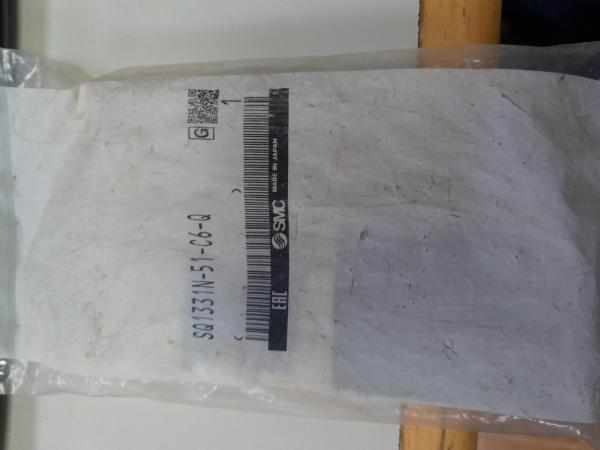 SQ1331N-51-C6-Q
G
1
EAC
SMC MADE IN JAPAN